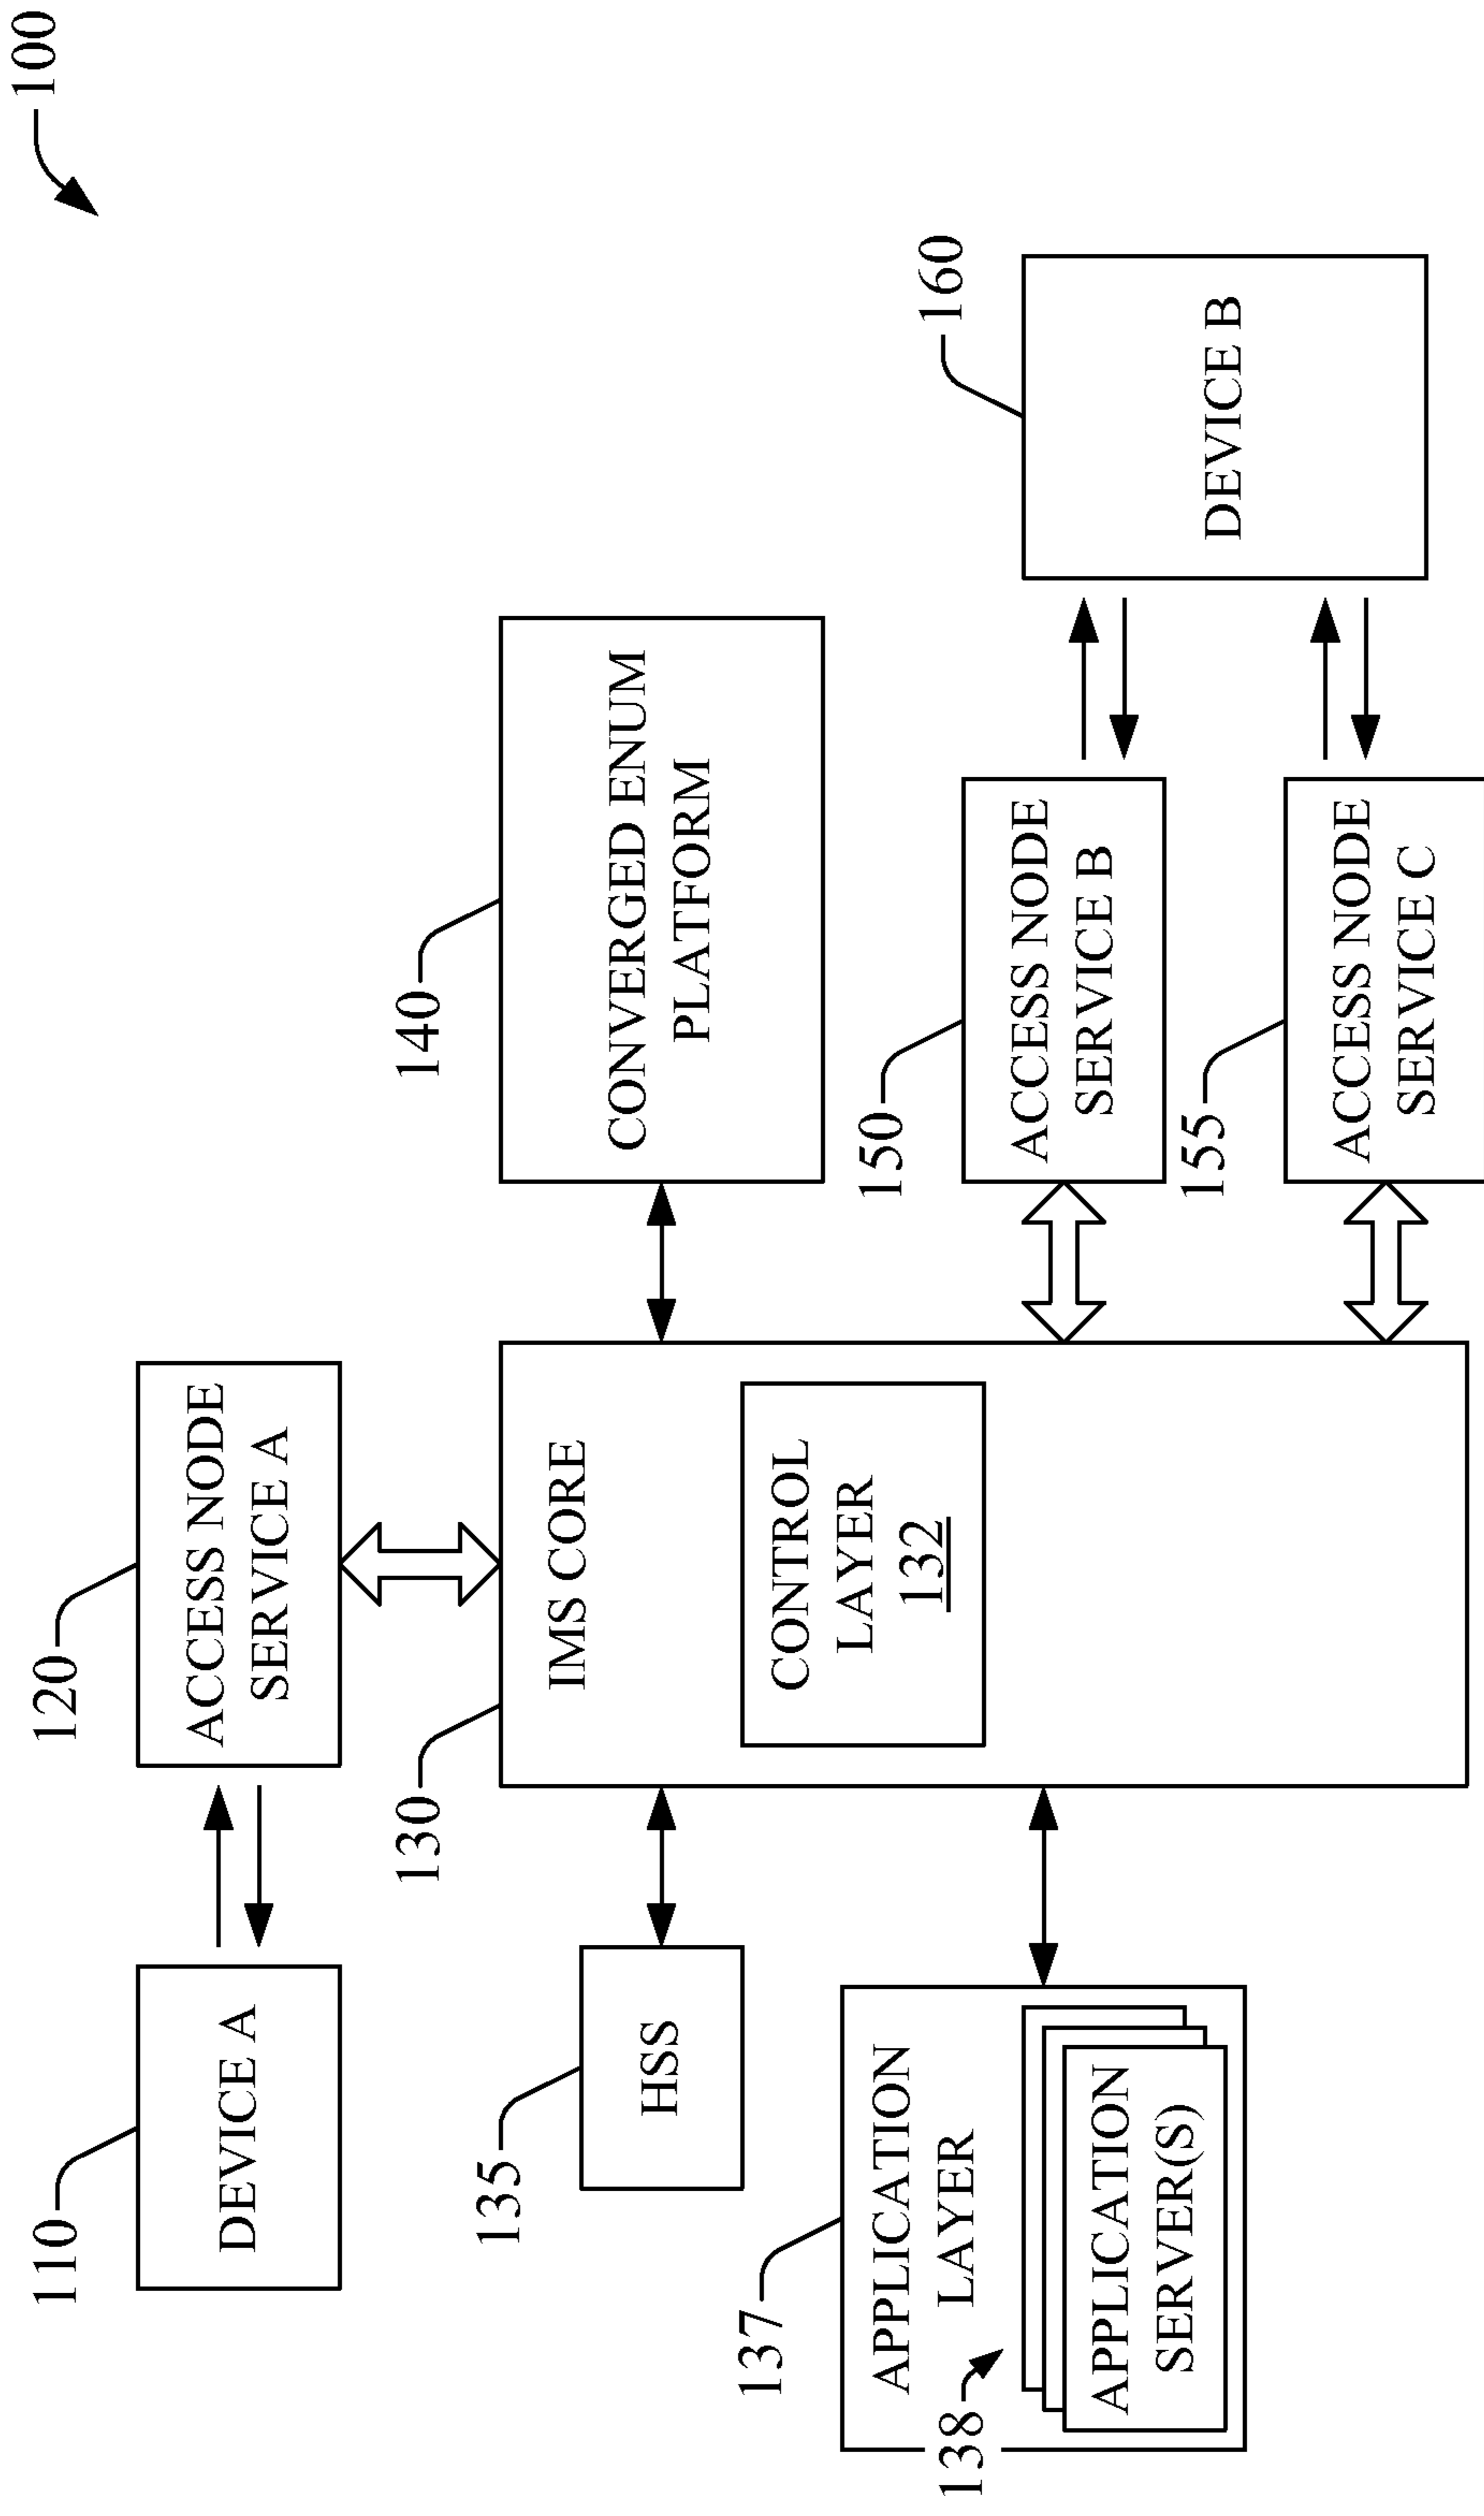 100
110
DEVICE A
120
ACCESS NODE
SERVICE A
130
IMS CORE
CONTROL
LAYER
132
135
HSS
137
APPLICATION
LAYER
138
APPLICATION
SERVER(S)
140
CONVERGED ENUM
PLATFORM
150
ACCESS NODE
SERVICE B
155
ACCESS NODE
SERVICE C
160
DEVICE B